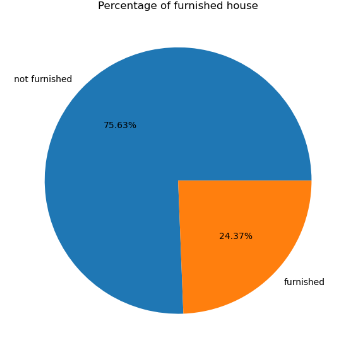 Percentage of furnished house
not furnished
75.63%
24.37%
furnished